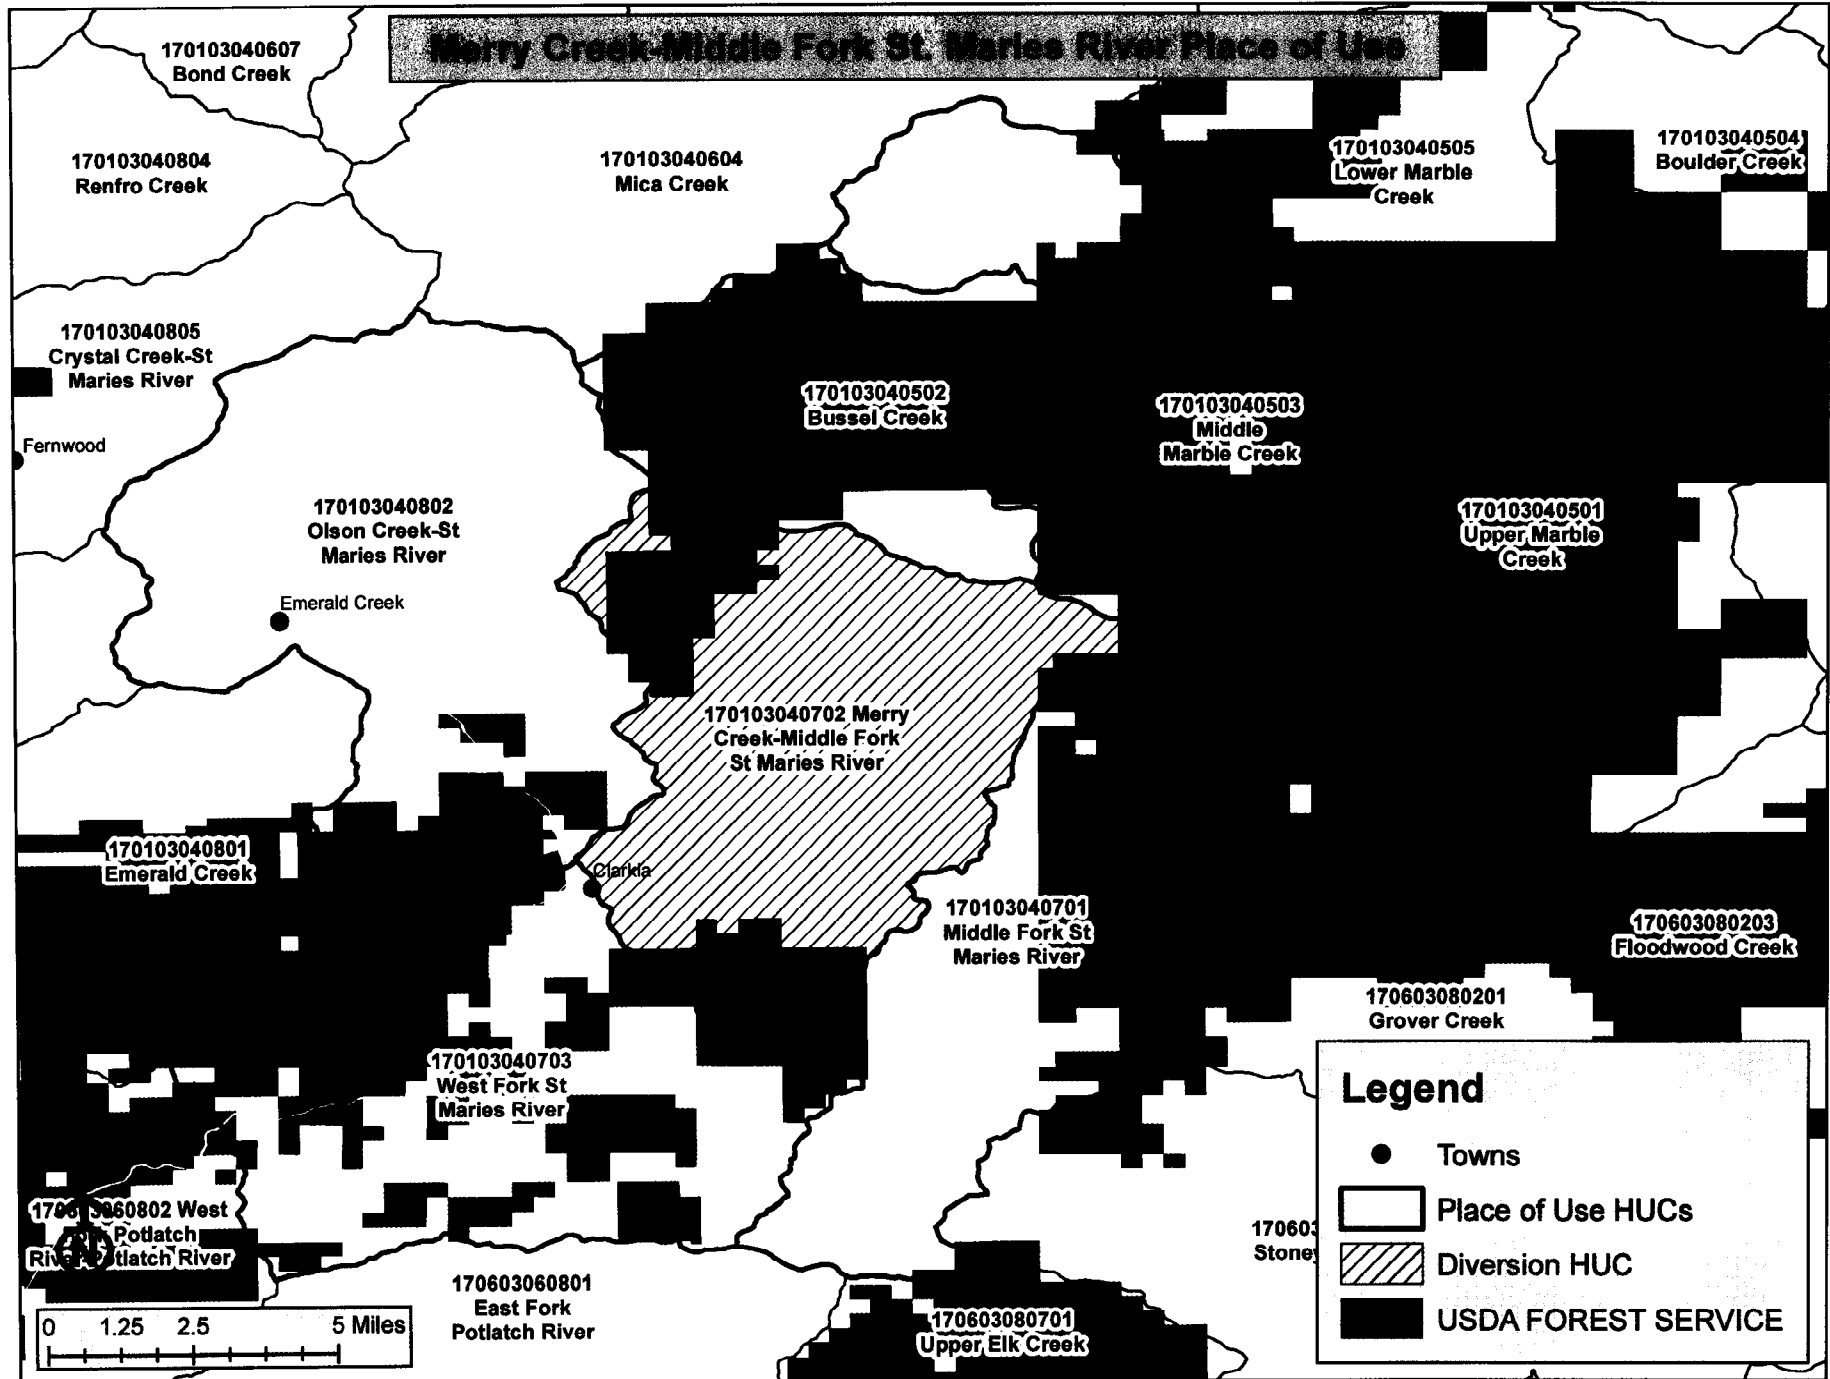 Merry Creek-Middle Fork St. Maries River Place of Use
170103040607
Bond Creek
170103040804
Renfro Creek
170103040604
Mica Creek
170103040505
Lower Marble
Creek
170103040504
Boulder Creek
170103040805
Crystal Creek-St
Maries River
Fernwood
170103040502
Bussel Creek
170103040503
Middle
Marble Creek
170103040802
Olson Creek-St
Maries River
170103040501
Upper Marble
Creek
Emerald Creek
170103040702 Merry
Creek-Middle Fork
St Maries River
170103040801
Emerald Creek
Clarkia
170103040701
Middle Fork St
Maries River
170603080203
Floodwood Creek
170603080201
Grover Creek
170103040703
West Fork St
Maries River
West
Potlatch
Potlatch River
N
170603
Stoney
170603060801
East Fork
Potlatch River
170603080701
Upper Elk Creek
0 1.25 2.5 5 Miles
Legend
Towns
Place of Use HUCs
Diversion HUC
USDA FOREST SERVICE